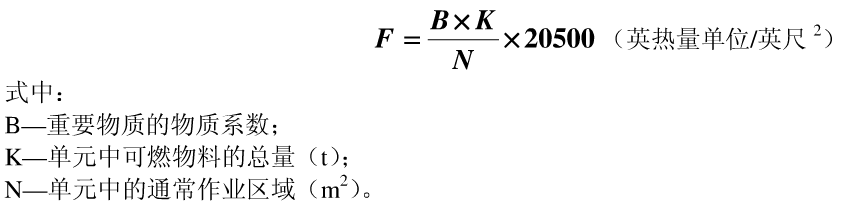 F = B×K/N ×20500 （英热量单位/英尺²）
式中：
B—重要物质的物质系数；
K—单元中可燃物料的总量（t）；
N—单元中的通常作业区域（m²）。